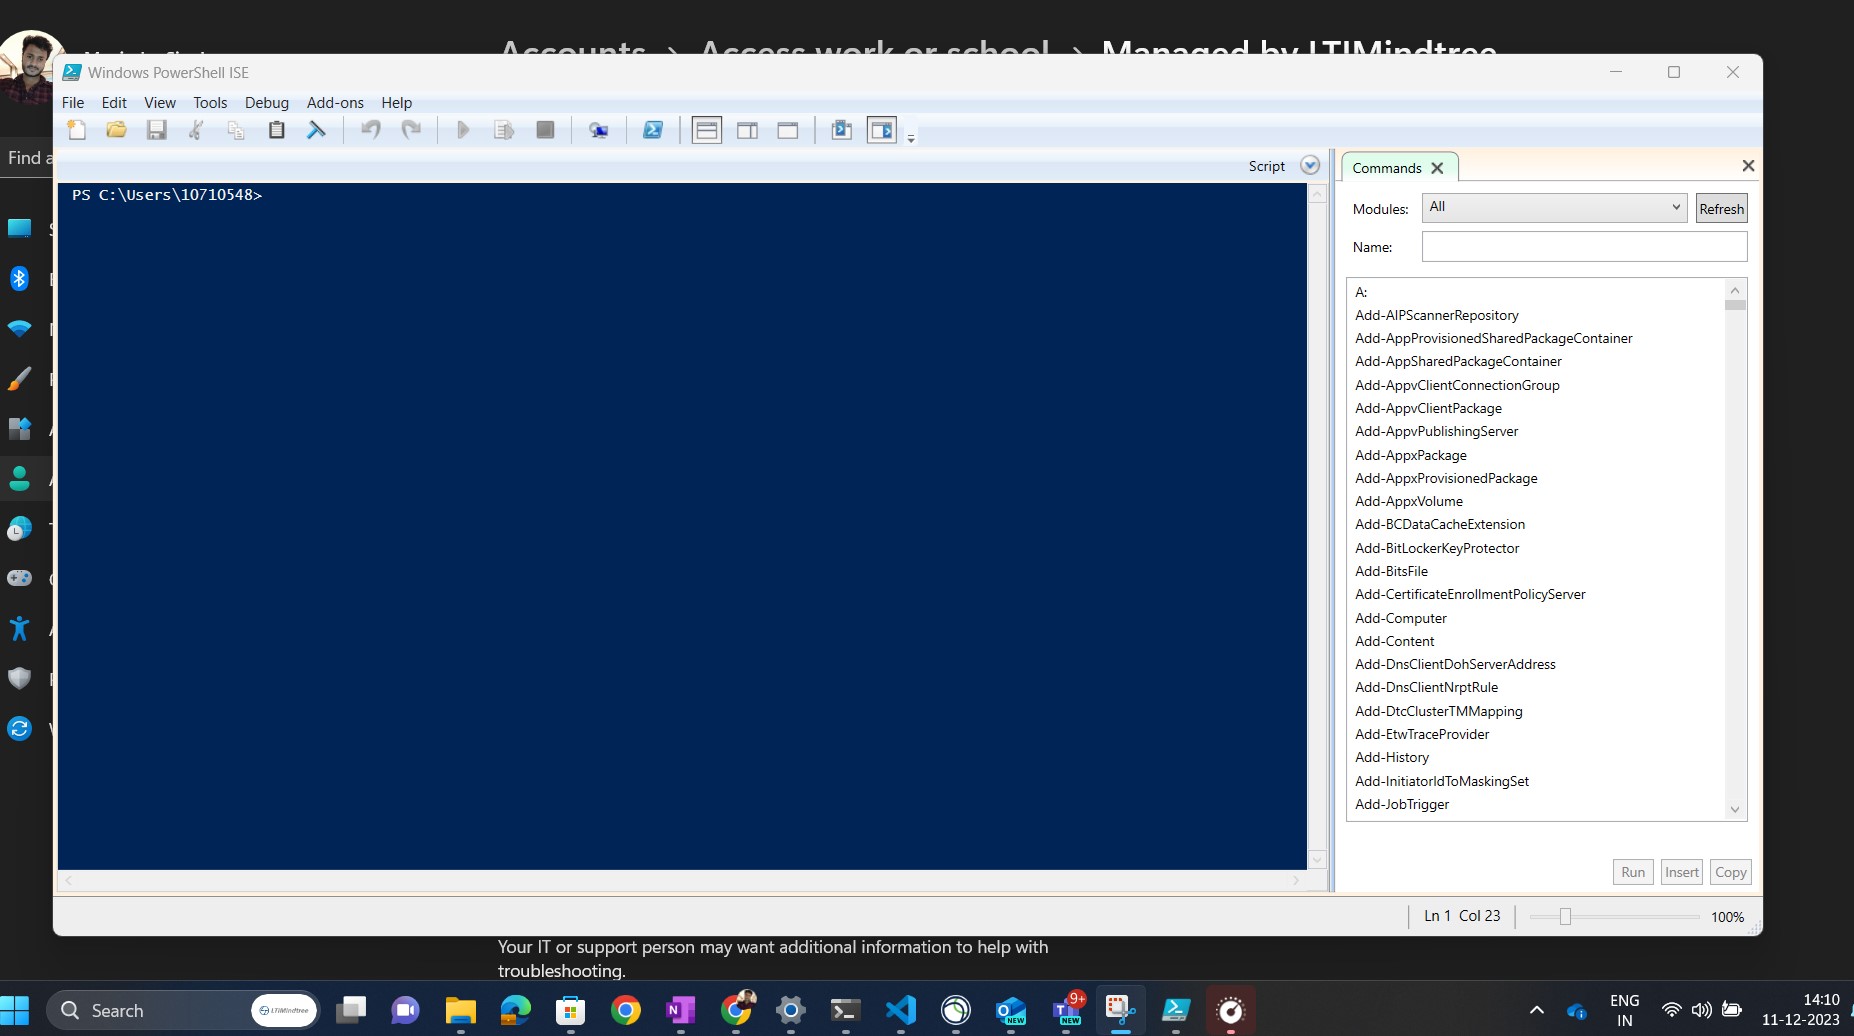 Accounts > Access work or school > Managed by LTIMindtree
Windows PowerShell ISE
File Edit View Tools Debug Add-ons Help
Find a
Script
PS C:\Users\10710548>
Commands
Modules: All Refresh
Name:
A:
Add-AIPScannerRepository
Add-AppProvisionedSharedPackageContainer
Add-AppSharedPackageContainer
Add-AppvClientConnectionGroup
Add-AppvClientPackage
Add-AppvPublishingServer
Add-AppxPackage
Add-AppxProvisionedPackage
Add-AppxVolume
Add-BCDataCacheExtension
Add-BitLockerKeyProtector
Add-BitsFile
Add-CertificateEnrollmentPolicyServer
Add-Computer
Add-Content
Add-DnsClientDohServerAddress
Add-DnsClientNrptRule
Add-DtcClusterTMMapping
Add-EtwTraceProvider
Add-History
Add-InitiatorIdToMaskingSet
Add-JobTrigger
Run Insert Copy
Ln 1 Col 23 100%
Your IT or support person may want additional information to help with
troubleshooting.
Search LTIMindtree NEW 9+ NEW
ENG
IN
14:10
11-12-2023